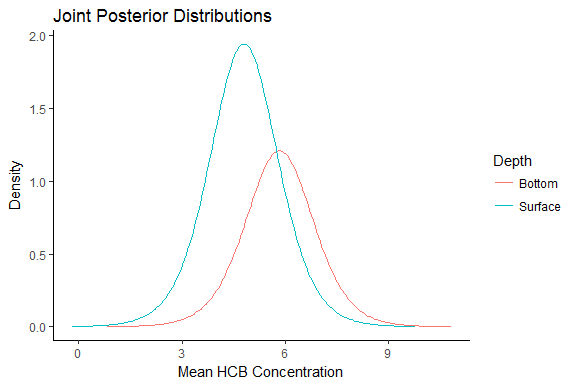 Joint Posterior Distributions
2.0
1.5
1.0
0.5
0.0
Density
0 3 6 9
Mean HCB Concentration
Depth
Bottom
Surface